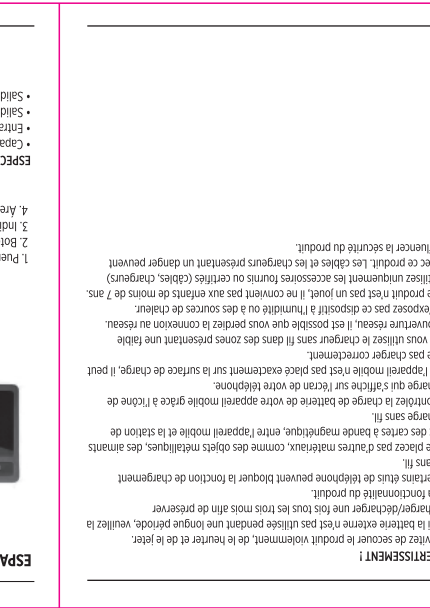 ERTISSEMENT !
vitez de secouer le produit violemment, de le heurter et de le jeter.
i la batterie externe n'est pas utilisée pendant une longue période, veuillez la
harger/décharger une fois tous les trois mois afin de préserver
fonctionnalité du produit.
ertains étuis de téléphone peuvent bloquer la fonction de chargement
ans fil.
e placez pas d'autres matériaux, comme des objets métalliques, des aimants
des cartes à bande magnétique, entre l'appareil mobile et la station de
harge sans fil.
ontrôlez la charge de batterie de votre appareil mobile grâce à l'icône de
harge qui s'affiche sur l'écran de votre téléphone.
l'appareil mobile n'est pas placé exactement sur la surface de charge, il peut
e pas charger correctement.
vous utilisez le chargeur sans fil dans des zones présentant une faible
ouverture réseau, il est possible que vous perdiez la connexion au réseau.
'exposez pas ce dispositif à l'humidité ou à des sources de chaleur.
e produit n'est pas un jouet, il ne convient pas aux enfants de moins de 7 ans.
tilisez uniquement les accessoires fournis ou certifiés (câbles, chargeurs)
ec ce produit. Les câbles et les chargeurs présentant un danger peuvent
fluencer la sécurité du produit.
ESPA
1. Puer
2. Bot
3. Indi
4. Áre
ESPEC
• Capa
• Entra
• Salid
• Salid